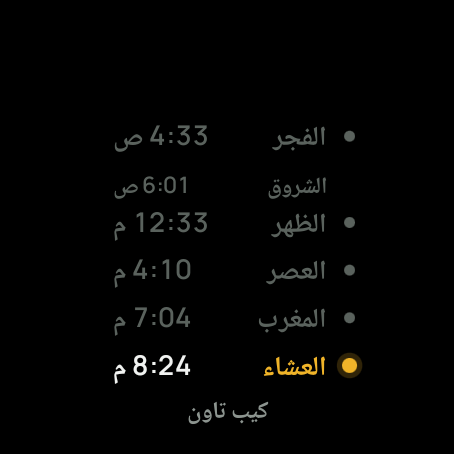 الفجر 4:33 ص
الشروق 6:01 ص
الظهر 12:33 م
العصر 4:10 م
المغرب 7:04 م
العشاء 8:24 م
كيب تاون